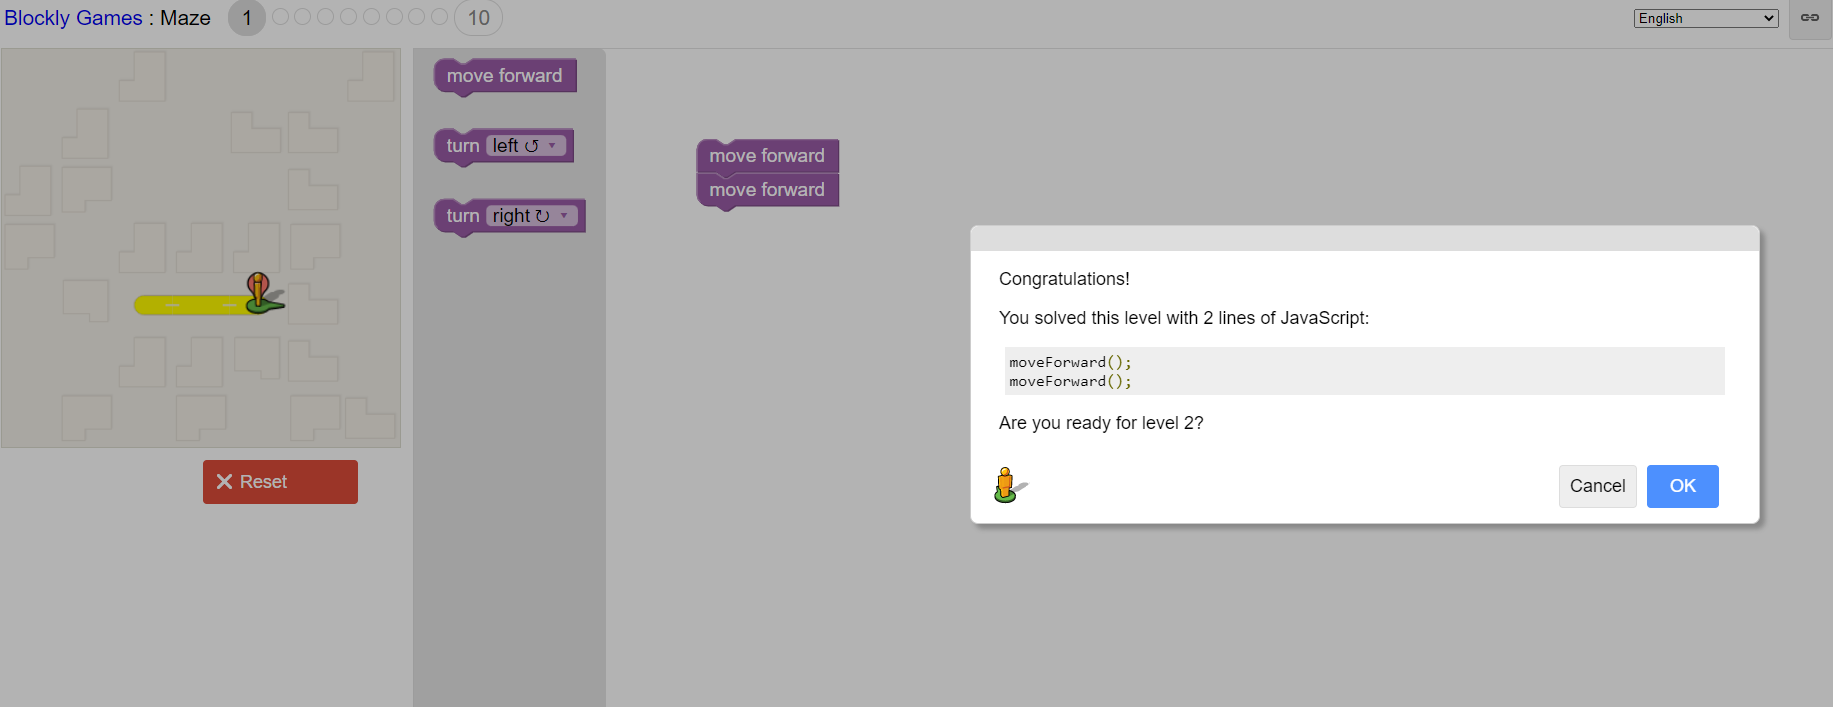 Blockly Games : Maze 1 10
English
move forward
turn left
turn right
move forward
move forward
Reset
Congratulations!
You solved this level with 2 lines of JavaScript:
moveForward();
moveForward();
Are you ready for level 2?
Cancel OK